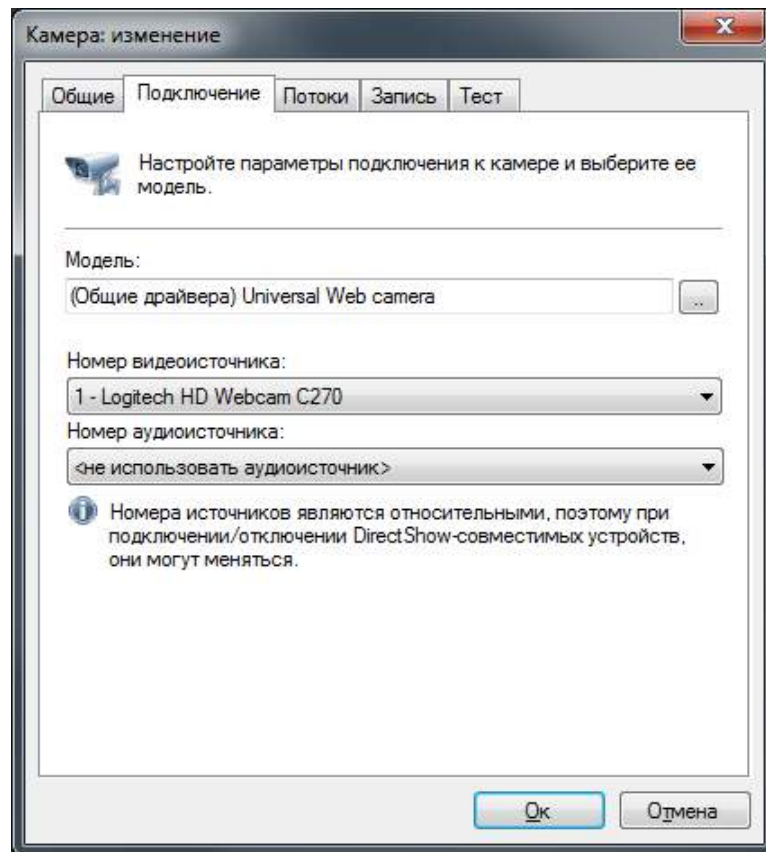 Камера: изменение
Общие Подключение Потоки Запись Тест
Настройте параметры подключения к камере и выберите ее
модель.
Модель:
(Общие драйвера) Universal Web camera
..
Номер видеоисточника:
1 - Logitech HD Webcam C270
Номер аудиоисточника:
<не использовать аудиоисточник>
Номера источников являются относительными, поэтому при
подключении/отключении DirectShow-совместимых устройств,
они могут меняться.
Ок Отмена